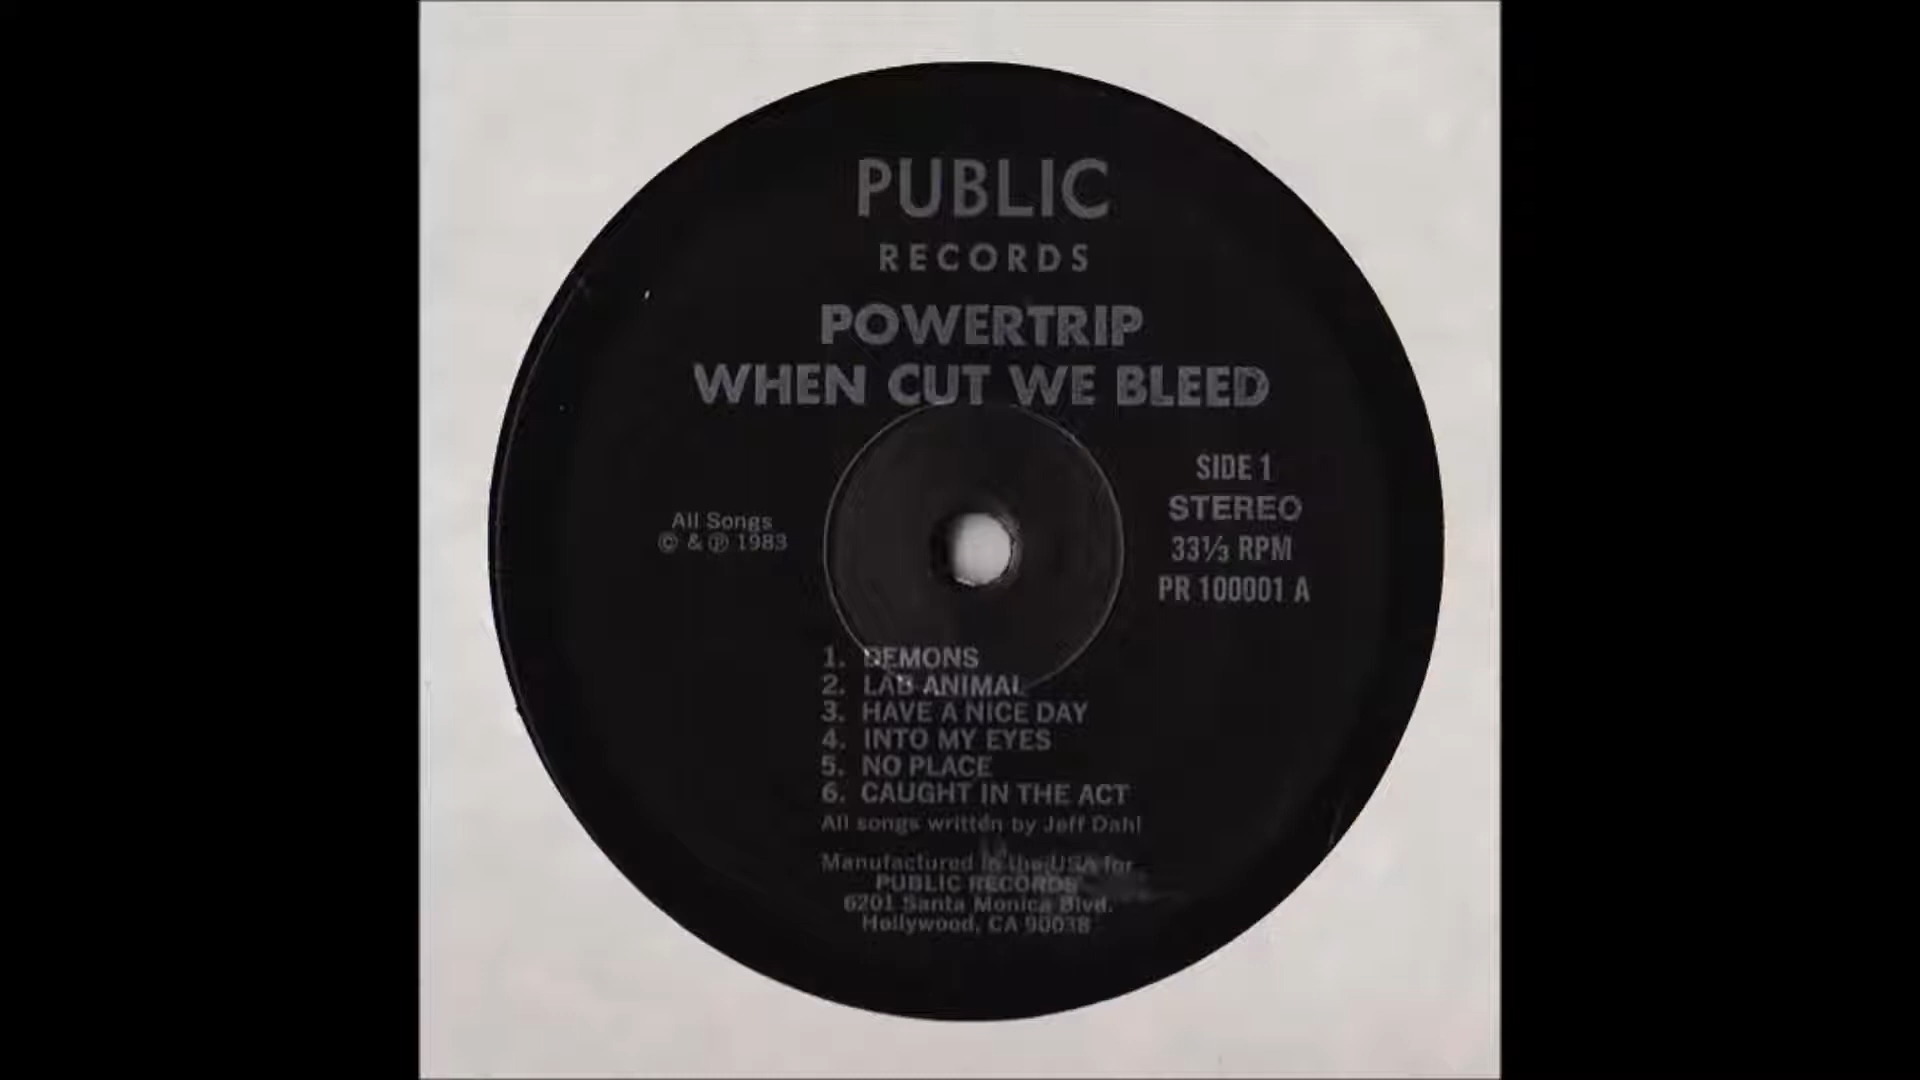 PUBLIC
RECORDS
POWERTRIP
WHEN CUT WE BLEED
SIDE 1
STEREO
33⅓ RPM
PR 100001 A
All Songs
© & ℗ 1983
1. DEMONS
2. LAB ANIMAL
3. HAVE A NICE DAY
4. INTO MY EYES
5. NO PLACE
6. CAUGHT IN THE ACT
All songs written by Jeff Dahl
Manufactured in the USA for
PUBLIC RECORDS
6201 Santa Monica Blvd.
Hollywood, CA 90038